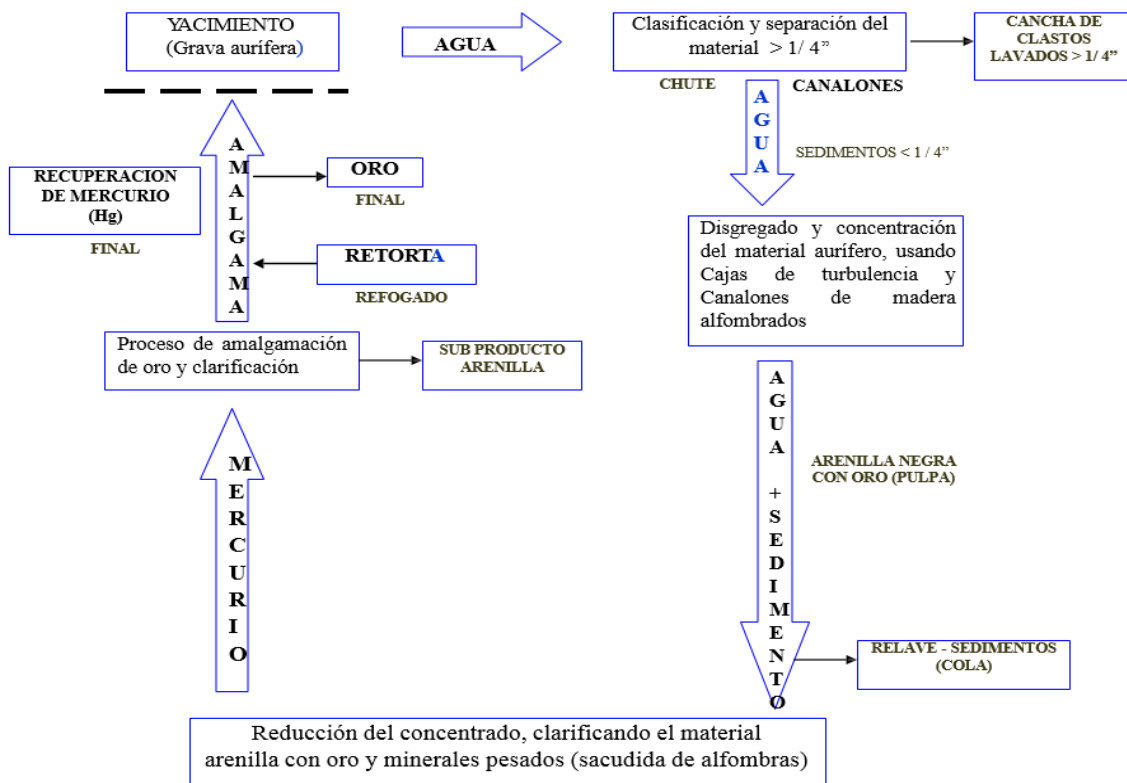 YACIMIENTO
(Grava aurífera)
AGUA
Clasificación y separación del
material > 1/ 4”
CANCHA DE
CLASTOS
LAVADOS > 1/ 4”
CHUTE
CANALONES
AGUA
SEDIMENTOS < 1 / 4”
Disgregado y concentración
del material aurífero, usando
Cajas de turbulencia y
Canalones de madera
alfombrados
AGUA +SEDIMENTO
ARENILLA NEGRA
CON ORO (PULPA)
RELAVE - SEDIMENTOS
(COLA)
Reducción del concentrado, clarificando el material
arenilla con oro y minerales pesados (sacudida de alfombras)
MERCURIO
Proceso de amalgamación
de oro y clarificación
SUB PRODUCTO
ARENILLA
AMALGAMA
RETORTA
REFOGADO
ORO
FINAL
RECUPERACION
DE MERCURIO
(Hg)
FINAL